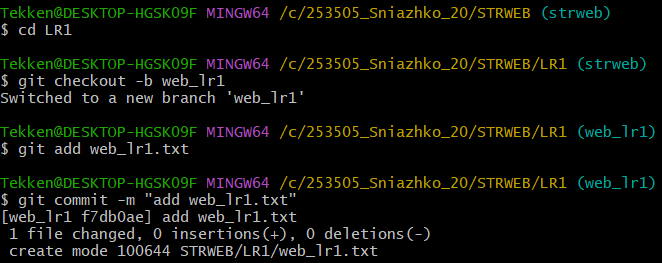 Tekken@DESKTOP-HGSK09F MINGW64 /c/253505_Sniazhko_20/STRWEB (strweb)
$ cd LR1
Tekken@DESKTOP-HGSK09F MINGW64 /c/253505_Sniazhko_20/STRWEB/LR1 (strweb)
$ git checkout -b web_lr1
Switched to a new branch 'web_lr1'
Tekken@DESKTOP-HGSK09F MINGW64 /c/253505_Sniazhko_20/STRWEB/LR1 (web_lr1)
$ git add web_lr1.txt
Tekken@DESKTOP-HGSK09F MINGW64 /c/253505_Sniazhko_20/STRWEB/LR1 (web_lr1)
$ git commit -m "add web_lr1.txt"
[web_lr1 f7db0ae] add web_lr1.txt
 1 file changed, 0 insertions(+), 0 deletions(-)
 create mode 100644 STRWEB/LR1/web_lr1.txt